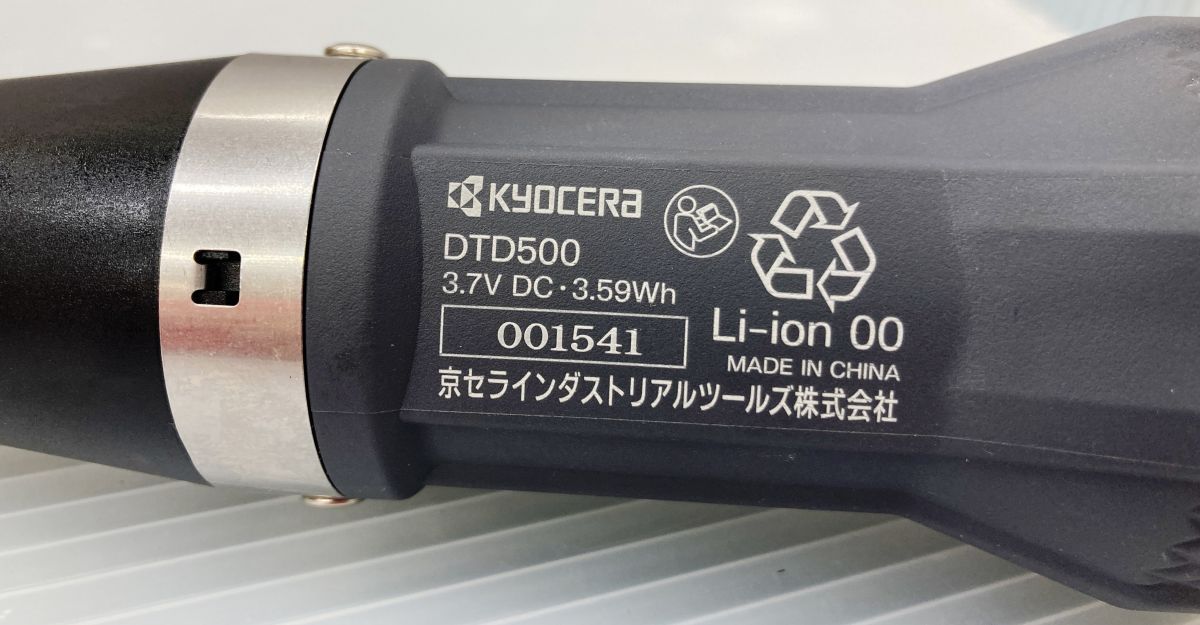 KYOCERA
DTD500
3.7V DC・3.59Wh
001541
Li-ion 00
MADE IN CHINA
京セラインダストリアルツールズ株式会社